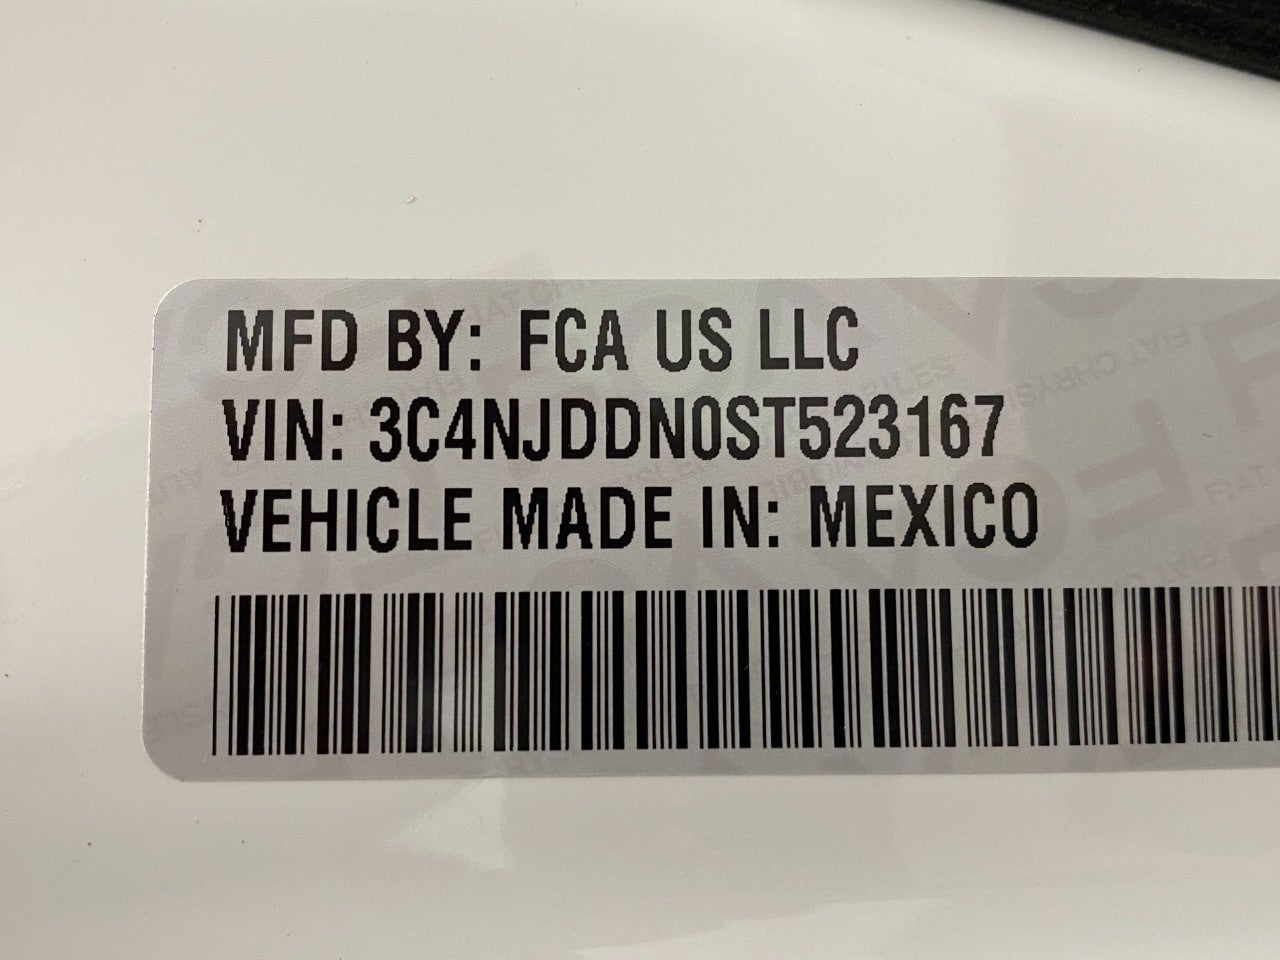 MFD BY: FCA US LLC
VIN: 3C4NJDDN0ST523167
VEHICLE MADE IN: MEXICO